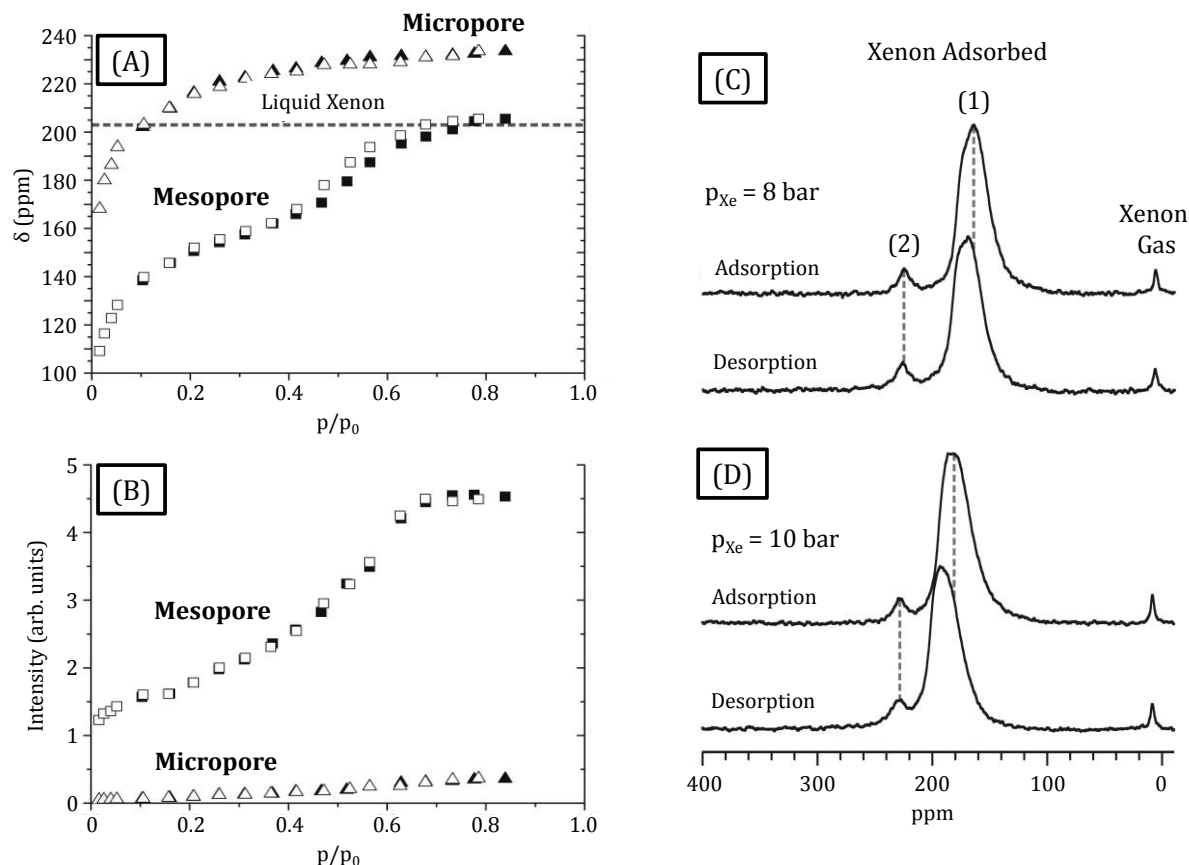 (A)
Micropore
240
220
200
180
160
140
120
100
δ (ppm)
Liquid Xenon
Mesopore
0
0.2
0.4
0.6
0.8
1.0
p/p₀
(B)
5
4
3
2
1
0
Intensity (arb. units)
Mesopore
Micropore
0
0.2
0.4
0.6
0.8
1.0
p/p₀
(C)
Xenon Adsorbed
(1)
p_Xe = 8 bar
(2)
Xenon
Gas
Adsorption
Desorption
(D)
p_Xe = 10 bar
Adsorption
Desorption
400
300
200
100
0
ppm